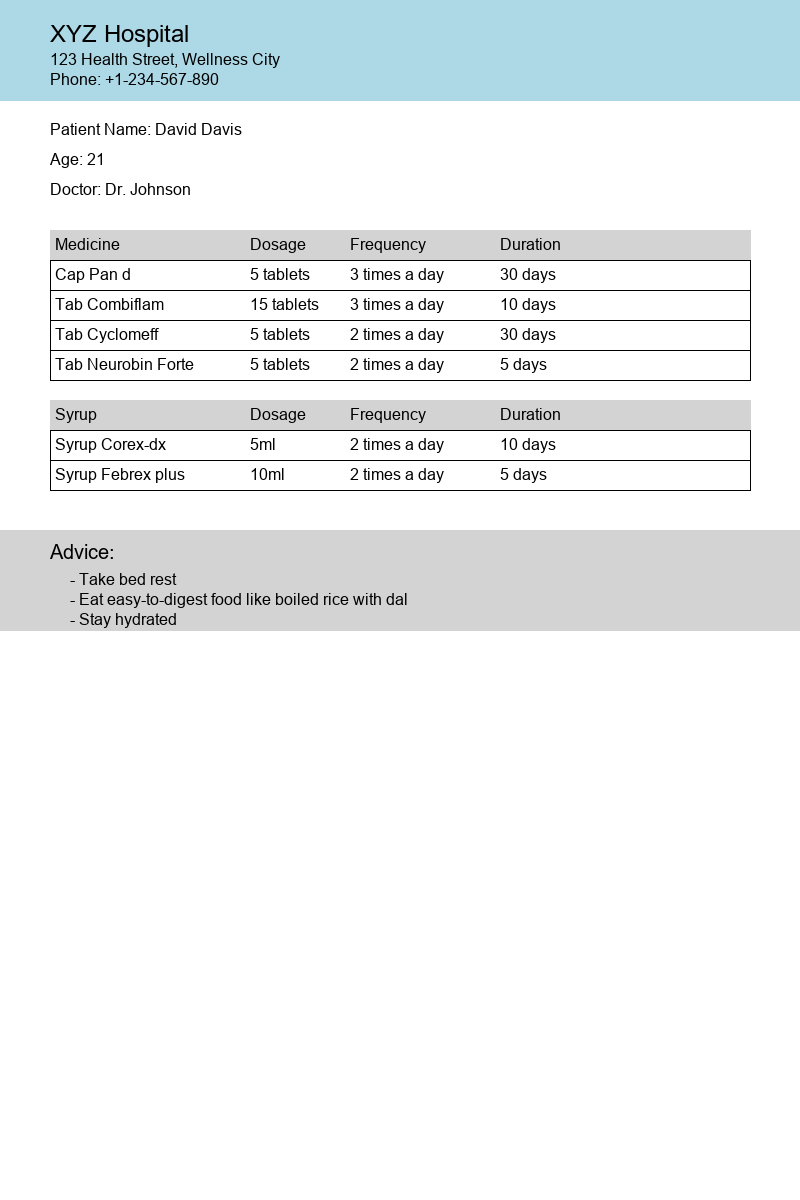 XYZ Hospital
123 Health Street, Wellness City
Phone: +1-234-567-890
Patient Name: David Davis
Age: 21
Doctor: Dr. Johnson
Medicine Dosage Frequency Duration
Cap Pan d 5 tablets 3 times a day 30 days
Tab Combiflam 15 tablets 3 times a day 10 days
Tab Cyclomeff 5 tablets 2 times a day 30 days
Tab Neurobin Forte 5 tablets 2 times a day 5 days
Syrup Dosage Frequency Duration
Syrup Corex-dx 5ml 2 times a day 10 days
Syrup Febrex plus 10ml 2 times a day 5 days
Advice:
- Take bed rest
- Eat easy-to-digest food like boiled rice with dal
- Stay hydrated